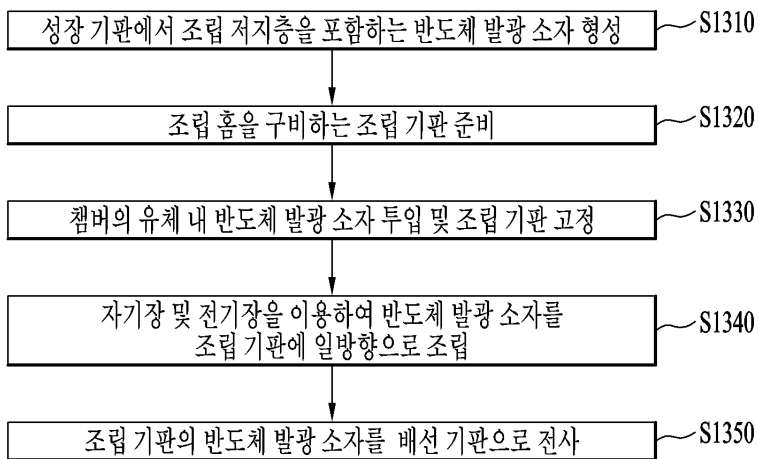 성장 기판에서 조립 저지층을 포함하는 반도체 발광 소자 형성
S1310
조립 홈을 구비하는 조립 기판 준비
S1320
챔버의 유체 내 반도체 발광 소자 투입 및 조립 기판 고정
S1330
자기장 및 전기장을 이용하여 반도체 발광 소자를
조립 기판에 일방향으로 조립
S1340
조립 기판의 반도체 발광 소자를 배선 기판으로 전사
S1350